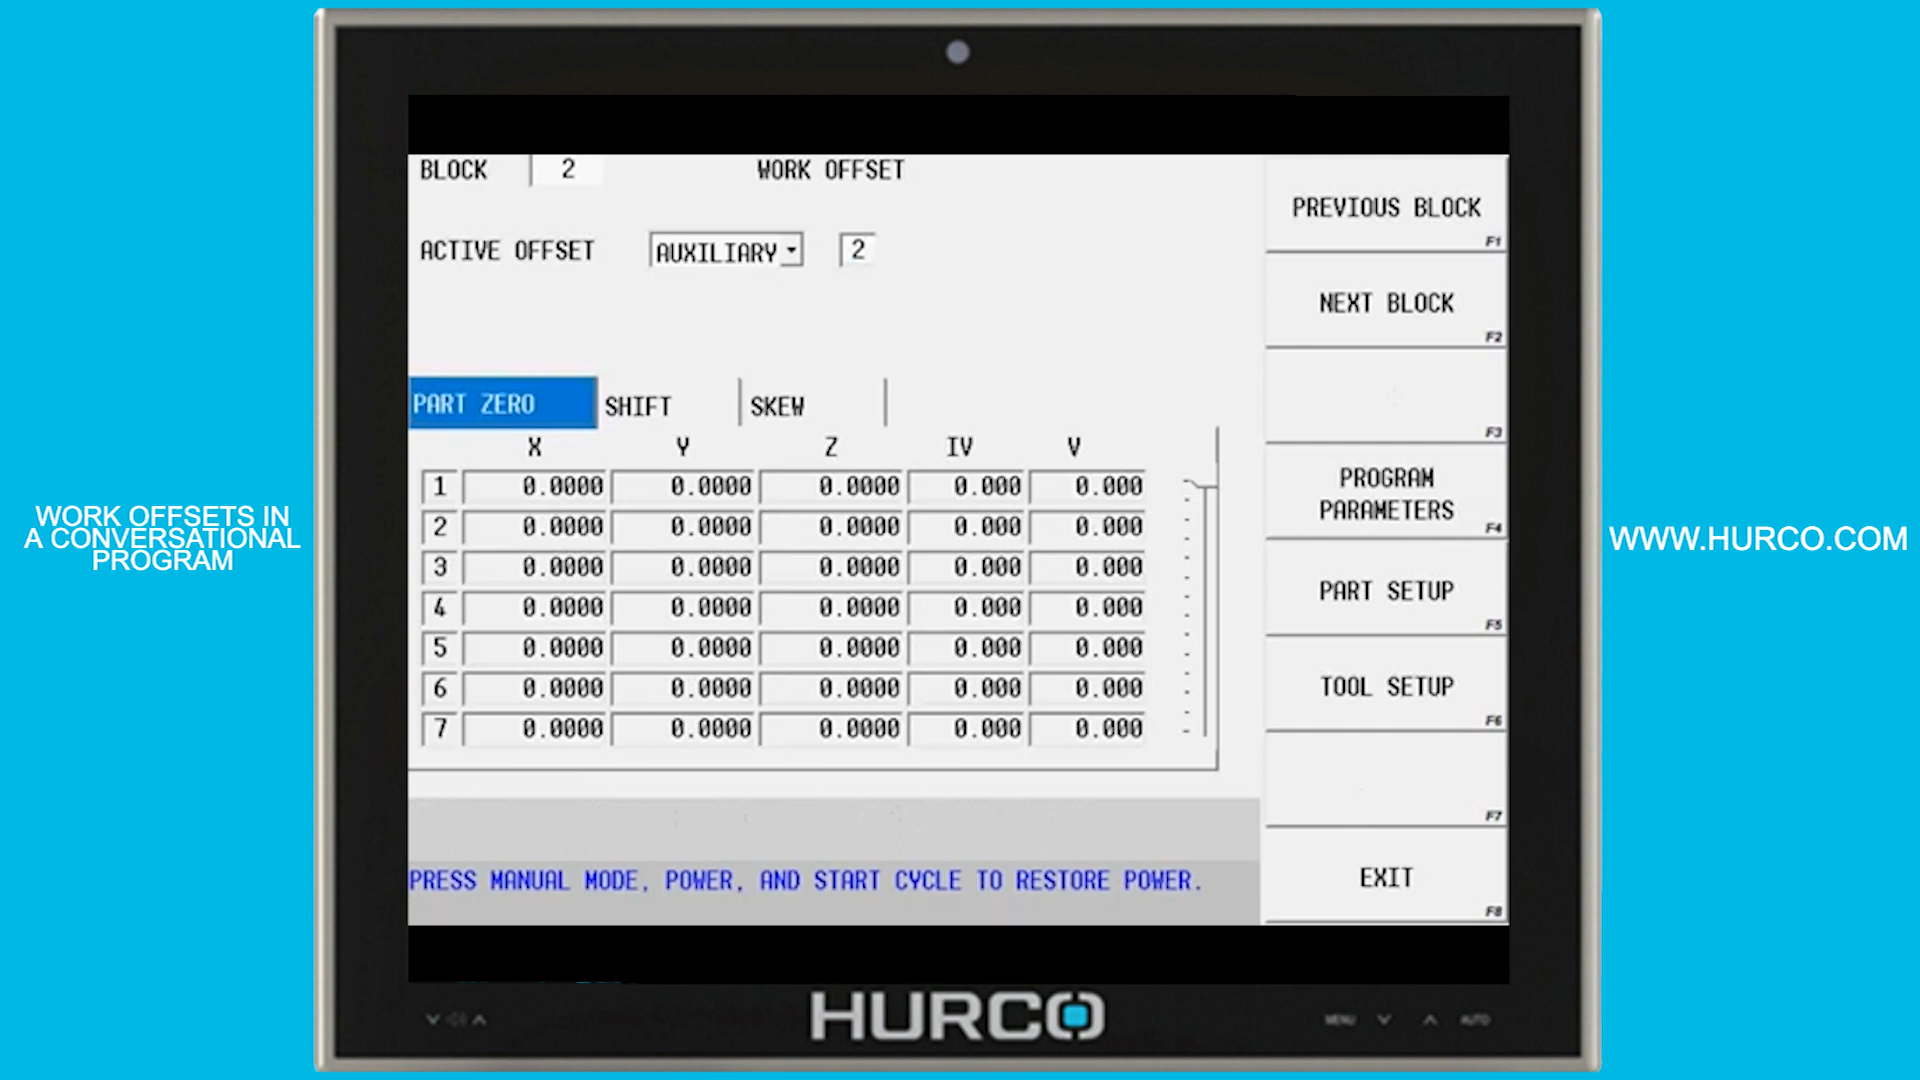 BLOCK 2 WORK OFFSET
PREVIOUS BLOCK
F1
ACTIVE OFFSET AUXILIARY 2
NEXT BLOCK
F2
F3
PART ZERO SHIFT SKEW
X Y Z IV V
1 0.0000 0.0000 0.0000 0.000 0.000
2 0.0000 0.0000 0.0000 0.000 0.000
3 0.0000 0.0000 0.0000 0.000 0.000
4 0.0000 0.0000 0.0000 0.000 0.000
5 0.0000 0.0000 0.0000 0.000 0.000
6 0.0000 0.0000 0.0000 0.000 0.000
7 0.0000 0.0000 0.0000 0.000 0.000
PROGRAM
PARAMETERS
F4
PART SETUP
F5
TOOL SETUP
F6
F7
EXIT
F8
PRESS MANUAL MODE, POWER, AND START CYCLE TO RESTORE POWER.
WORK OFFSETS IN
A CONVERSATIONAL
PROGRAM
WWW.HURCO.COM
HURCO
MENU AUTO